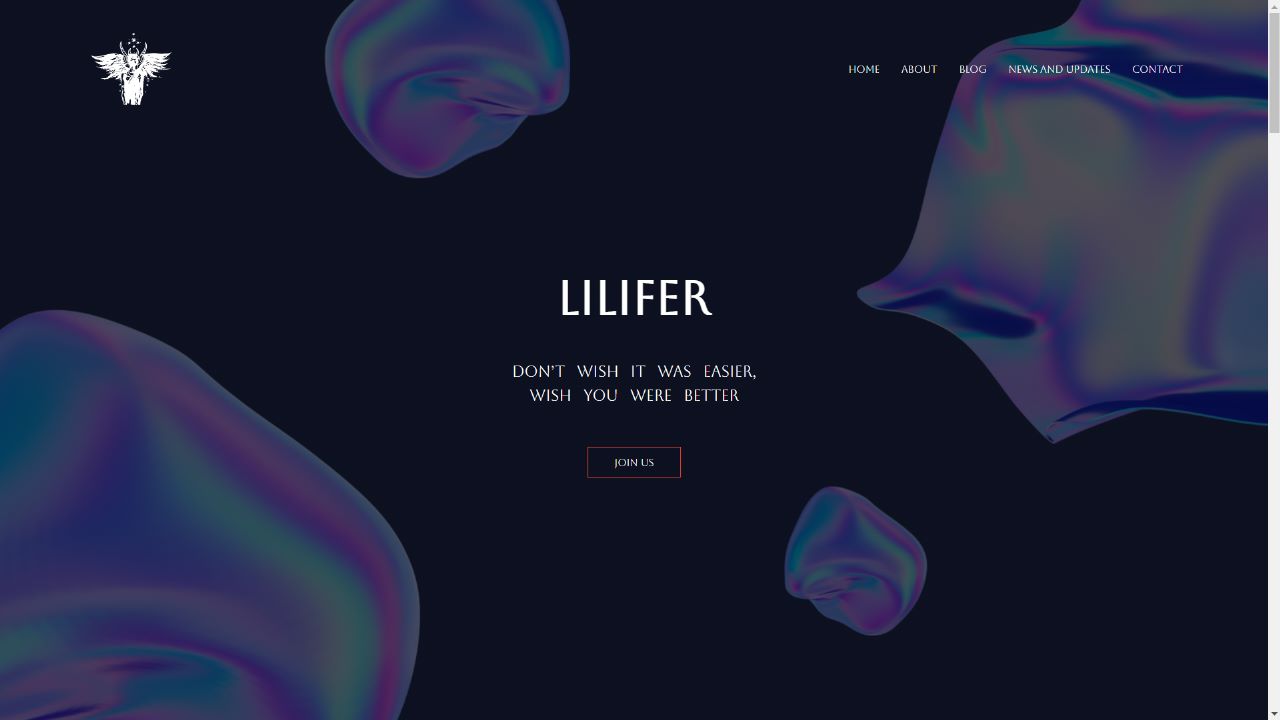 HOME
ABOUT
BLOG
NEWS AND UPDATES
CONTACT
LILIFER
DON'T WISH IT WAS EASIER,
WISH YOU WERE BETTER
JOIN US